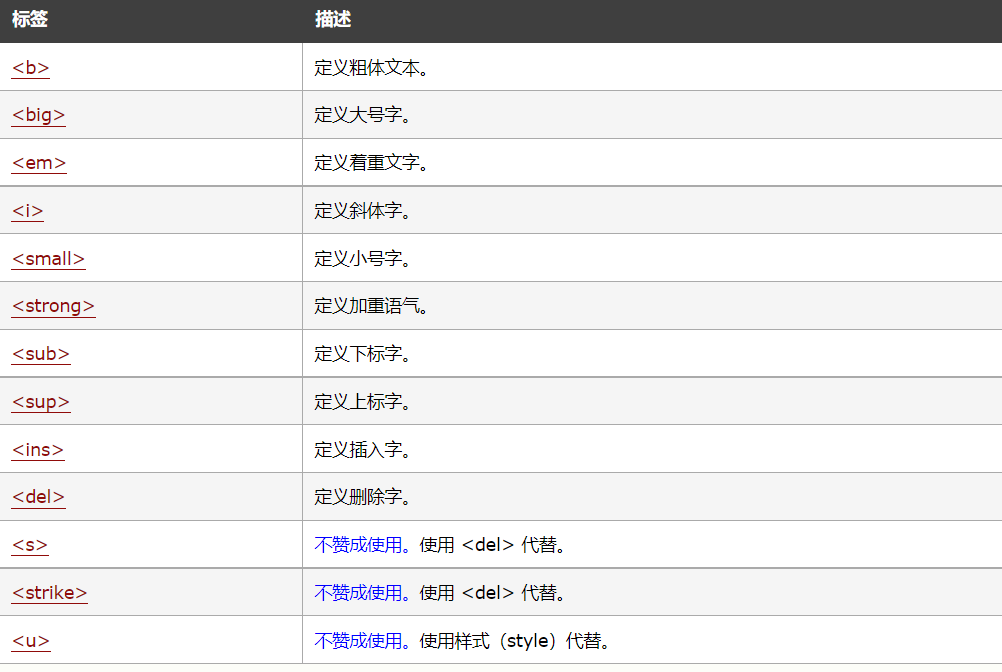 标签 描述
<b> 定义粗体文本。
<big> 定义大号字。
<em> 定义着重文字。
<i> 定义斜体字。
<small> 定义小号字。
<strong> 定义加重语气。
<sub> 定义下标字。
<sup> 定义上标字。
<ins> 定义插入字。
<del> 定义删除字。
<s> 不赞成使用。使用 <del> 代替。
<strike> 不赞成使用。使用 <del> 代替。
<u> 不赞成使用。使用样式（style）代替。